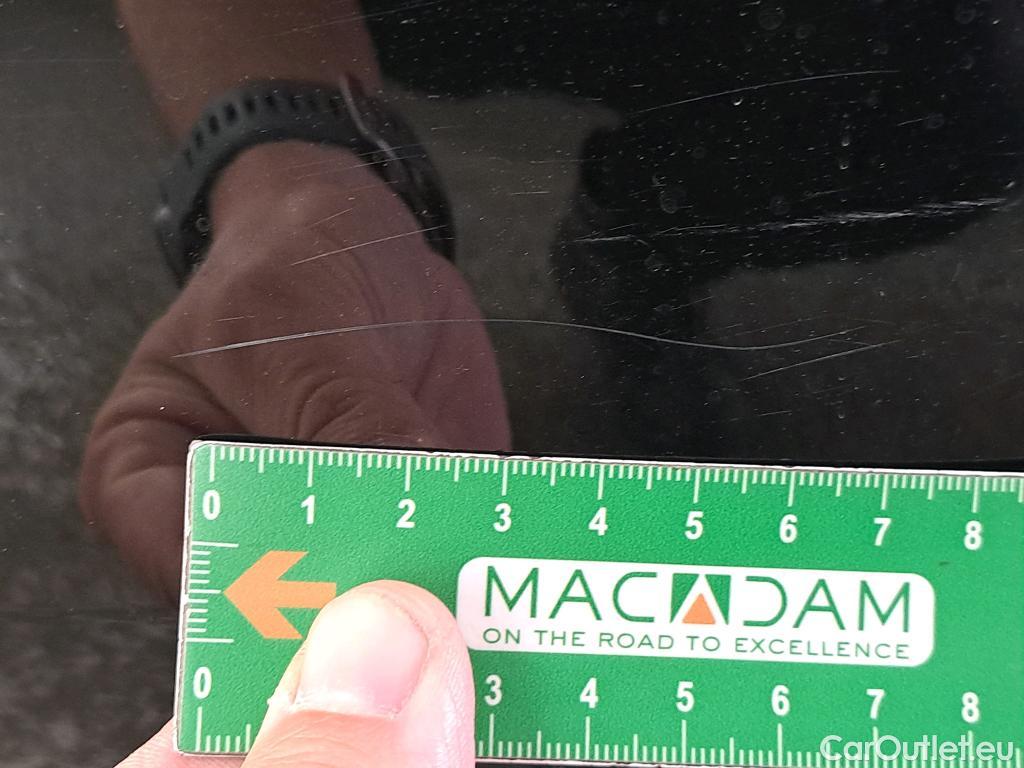 0 1 2 3 4 5 6 7 8
MACADAM
ON THE ROAD TO EXCELLENCE
0 3 4 5 6 7 8
CarOutlet.eu